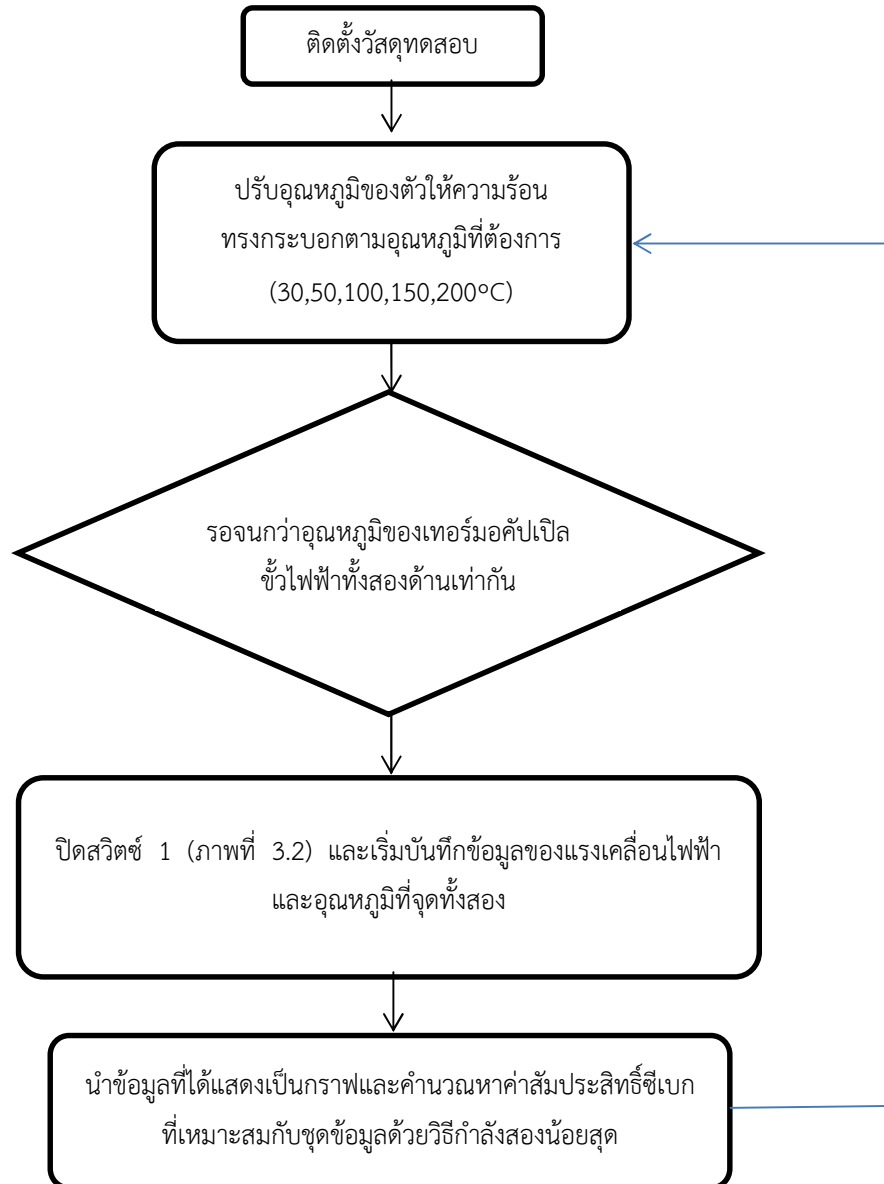 ติดตั้งวัสดุทดสอบ
ปรับอุณหภูมิของตัวให้ความร้อน
ทรงกระบอกตามอุณหภูมิที่ต้องการ
(30,50,100,150,200ºC)
รอจนกว่าอุณหภูมิของเทอร์มอคัปเปิล
ขั้วไฟฟ้าทั้งสองด้านเท่ากัน
ปิดสวิตซ์ 1 (ภาพที่ 3.2) และเริ่มบันทึกข้อมูลของแรงเคลื่อนไฟฟ้า
และอุณหภูมิที่จุดทั้งสอง
นำข้อมูลที่ได้แสดงเป็นกราฟและคำนวณหาค่าสัมประสิทธิ์ซีเบก
ที่เหมาะสมกับชุดข้อมูลด้วยวิธีกำลังสองน้อยสุด